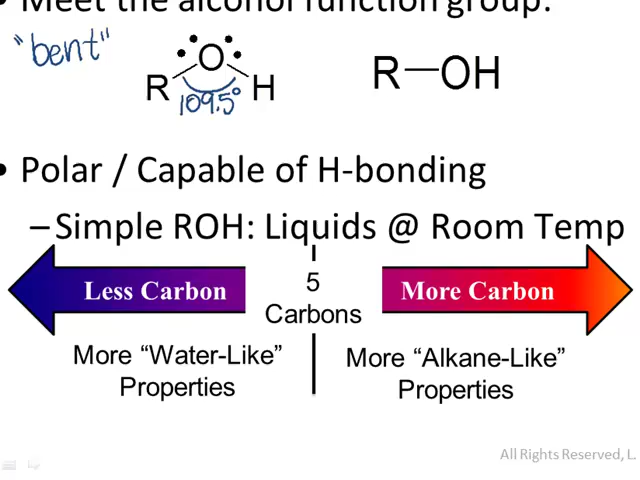 • Meet the alcohol function group:
"bent"
R O H
109.5°
R—OH
• Polar / Capable of H-bonding
–Simple ROH: Liquids @ Room Temp
Less Carbon
5
Carbons
More Carbon
More “Water-Like”
Properties
More “Alkane-Like”
Properties
All Rights Reserved, L.